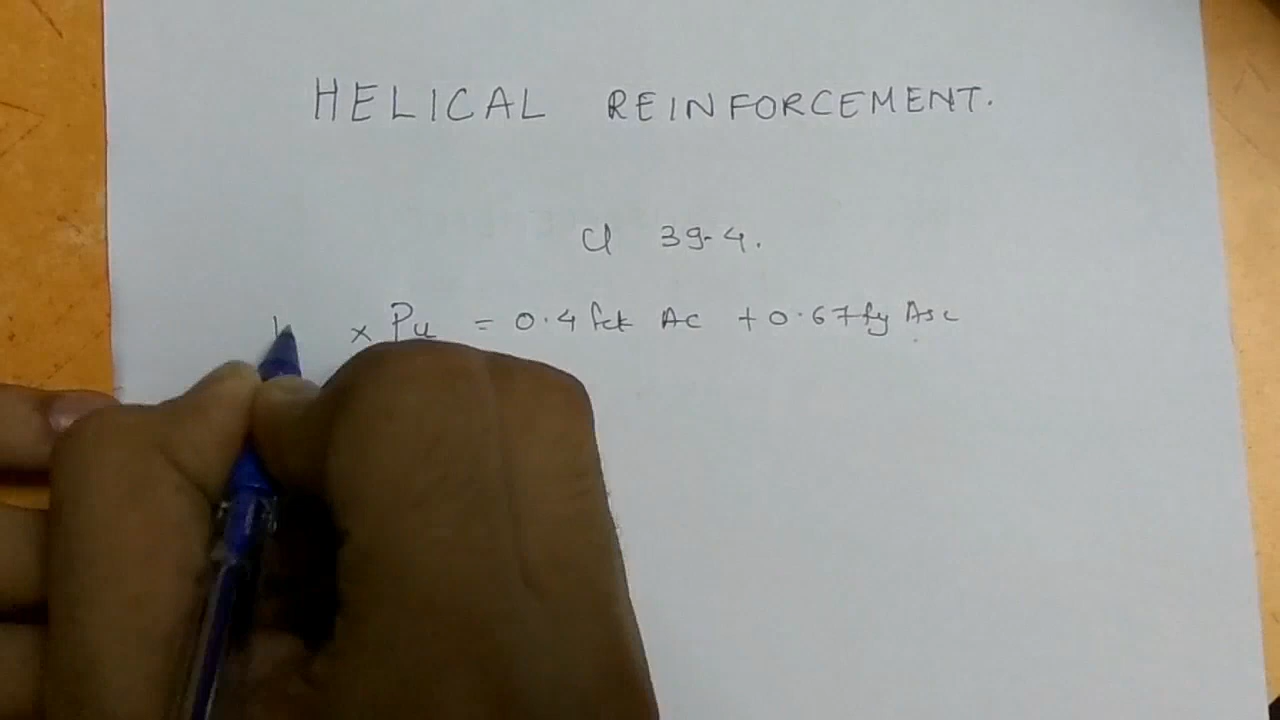 HELICAL REINFORCEMENT.
Cl 39.4.
x Pu = 0.4 fck Ac + 0.67 fy Asc